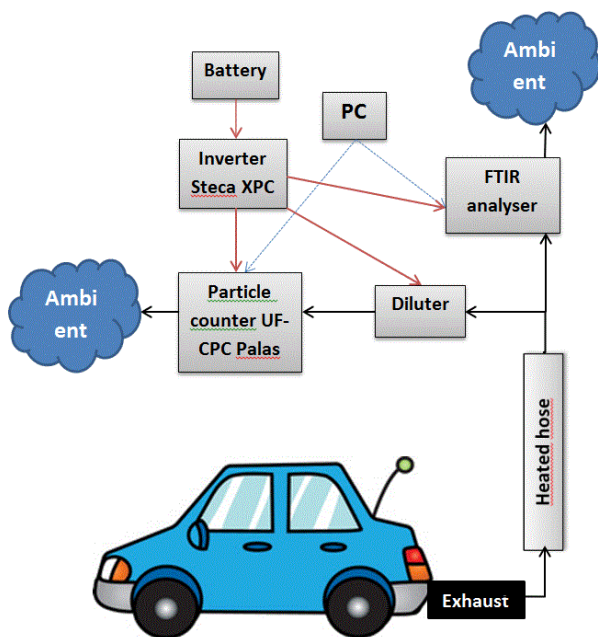 Ambi
ent
Battery
PC
Inverter
Steca XPC
FTIR
analyser
Ambi
ent
Particle
counter UF-
CPC Palas
Diluter
Heated hose
Exhaust